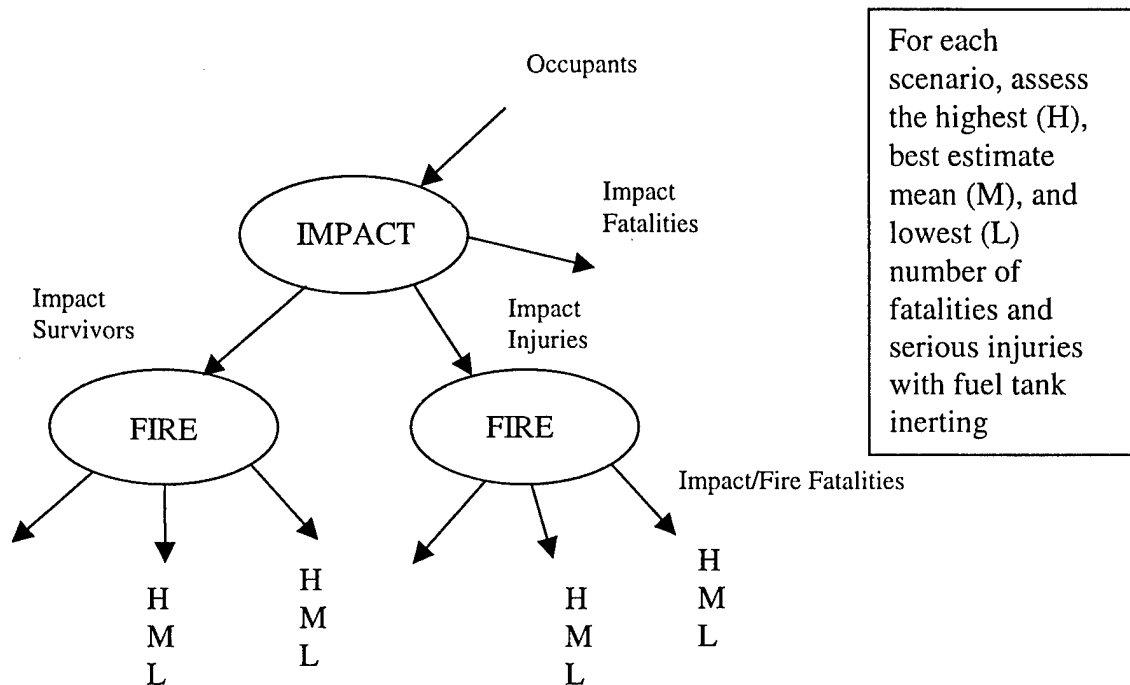 Occupants
IMPACT
Impact
Fatalities
Impact
Survivors
Impact
Injuries
FIRE
FIRE
Impact/Fire Fatalities
H
M
L
H
M
L
H
M
L
H
M
L
For each
scenario, assess
the highest (H),
best estimate
mean (M), and
lowest (L)
number of
fatalities and
serious injuries
with fuel tank
inerting